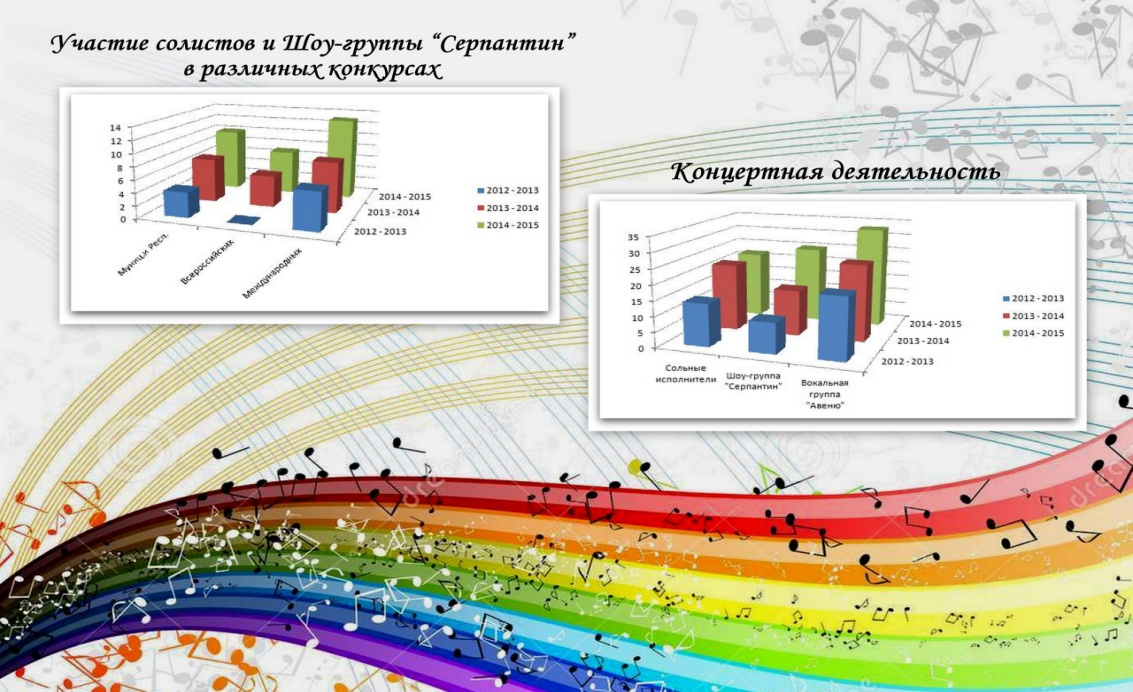 Участие солистов и Шоу-группы “Серпантин”
в различных конкурсах
14
12
10
8
6
4
2
0
Муниц.и Респ.
Всероссийских
Международных
2014 - 2015
2013 - 2014
2012 - 2013
2012 - 2013
2013 - 2014
2014 - 2015
Концертная деятельность
35
30
25
20
15
10
5
0
Сольные
исполнители
Шоу-группа
"Серпантин"
Вокальная
группа
"Авеню"
2014 - 2015
2013 - 2014
2012 - 2013
2012 - 2013
2013 - 2014
2014 - 2015